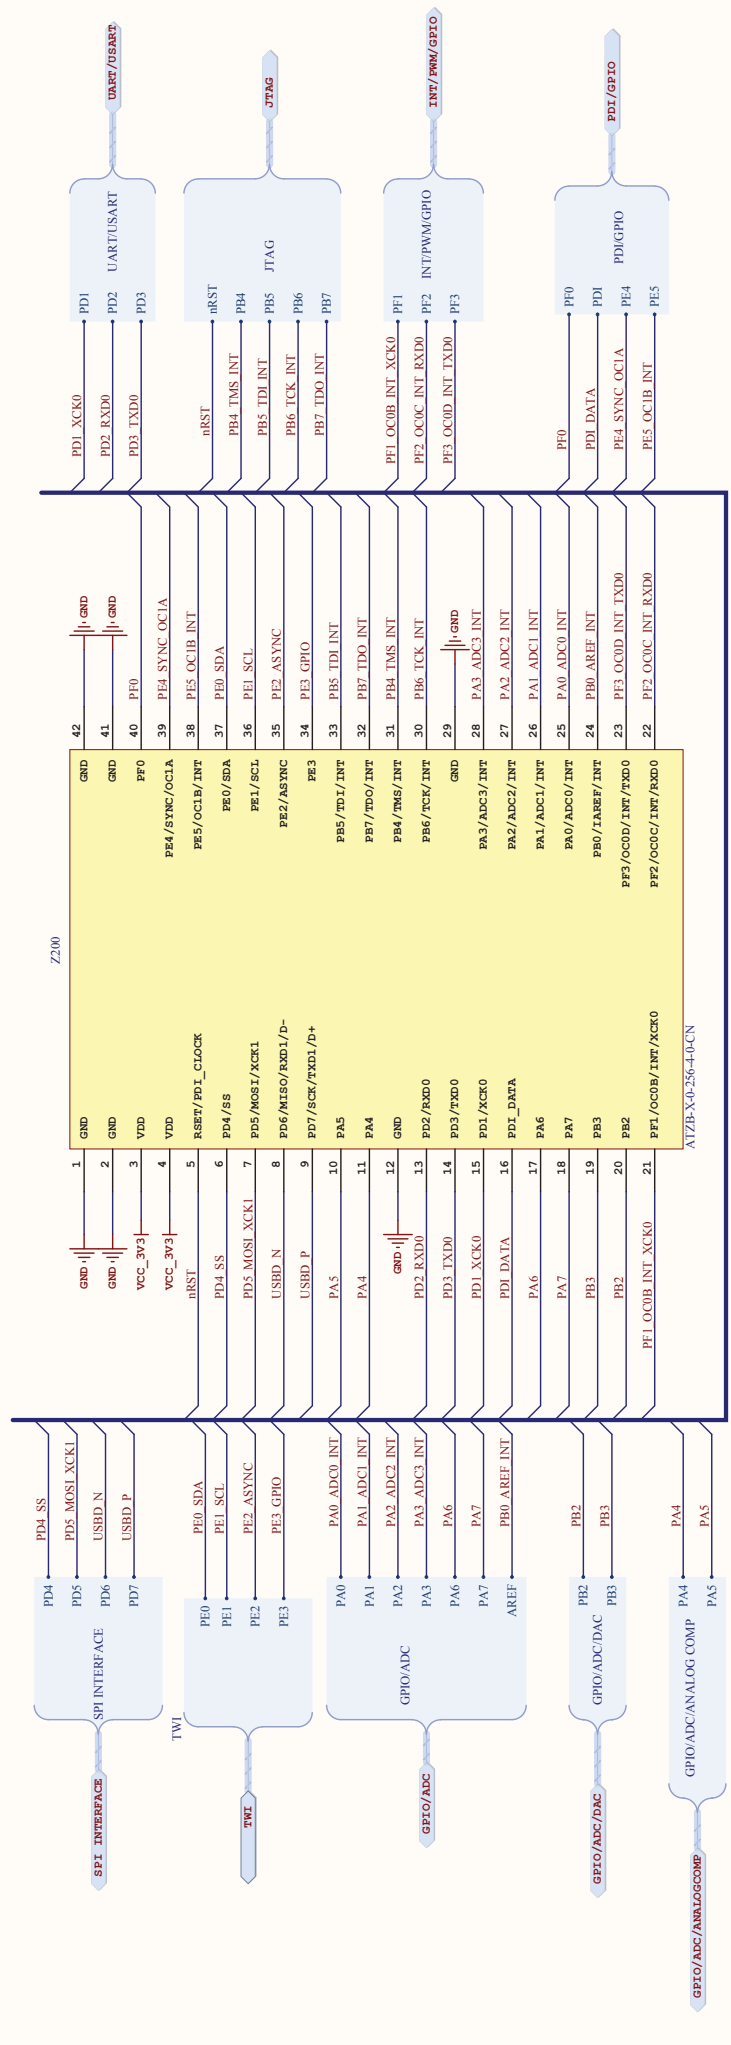 UART/USART
JTAG
INT/PWM/GPIO
PDI/GPIO
UART/USART
JTAG
INT/PWM/GPIO
PDI/GPIO
PD1
PD2
PD3
nRST
PB4
PB5
PB6
PB7
PF1
PF2
PF3
PF0
PDI
PE4
PE5
PD1_XCK0
PD2_RXD0
PD3_TXD0
nRST
PB4_TMS_INT
PB5_TDI_INT
PB6_TCK_INT
PB7_TDO_INT
PF1_OC0B_INT_XCK0
PF2_OC0C_INT_RXD0
PF3_OC0D_INT_TXD0
PF0
PDI_DATA
PE4_SYNC_OC1A
PE5_OC1B_INT
GND
GND
PF0
PE4_SYNC_OC1A
PE5_OC1B_INT
PE0_SDA
PE1_SCL
PE2_ASYNC
PE3_GPIO
PB5_TDI_INT
PB7_TDO_INT
PB4_TMS_INT
PB6_TCK_INT
GND
PA3_ADC3_INT
PA2_ADC2_INT
PA1_ADC1_INT
PA0_ADC0_INT
PB0_AREF_INT
PF3_OC0D_INT_TXD0
PF2_OC0C_INT_RXD0
42
41
40
39
38
37
36
35
34
33
32
31
30
29
28
27
26
25
24
23
22
GND
GND
PF0
PE4/SYNC/OC1A
PE5/OC1B/INT
PE0/SDA
PE1/SCL
PE2/ASYNC
PE3
PB5/TDI/INT
PB7/TDO/INT
PB4/TMS/INT
PB6/TCK/INT
GND
PA3/ADC3/INT
PA2/ADC2/INT
PA1/ADC1/INT
PA0/ADC0/INT
PB0/IAREF/INT
PF3/OC0D/INT/TXD0
PF2/OC0C/INT/RXD0
Z200
GND
GND
VDD
VDD
RSET/PDI_CLOCK
PD4/SS
PD5/MOSI/XCK1
PD6/MISO/RXD1/D-
PD7/SCK/TXD1/D+
PA5
PA4
GND
PD2/RXD0
PD3/TXD0
PD1/XCK0
PDI_DATA
PA6
PA7
PB3
PB2
PF1/OC0B/INT/XCK0
ATZB-X-0-256-4-0-CN
1
2
3
4
5
6
7
8
9
10
11
12
13
14
15
16
17
18
19
20
21
GND
GND
VCC_3V3
VCC_3V3
nRST
PD4_SS
PD5_MOSI_XCK1
USBD_N
USBD_P
PA5
PA4
GND
PD2_RXD0
PD3_TXD0
PD1_XCK0
PDI_DATA
PA6
PA7
PB3
PB2
PF1_OC0B_INT_XCK0
PD4_SS
PD5_MOSI_XCK1
USBD_N
USBD_P
PE0_SDA
PE1_SCL
PE2_ASYNC
PE3_GPIO
PA0_ADC0_INT
PA1_ADC1_INT
PA2_ADC2_INT
PA3_ADC3_INT
PA6
PA7
PB0_AREF_INT
PB2
PB3
PA4
PA5
PD4
PD5
PD6
PD7
PE0
PE1
PE2
PE3
PA0
PA1
PA2
PA3
PA6
PA7
AREF
PB2
PB3
PA4
PA5
SPI INTERFACE
TWI
GPIO/ADC
GPIO/ADC/DAC
GPIO/ADC/ANALOG COMP
SPI INTERFACE
TWI
GPIO/ADC
GPIO/ADC/DAC
GPIO/ADC/ANALOGCOMP